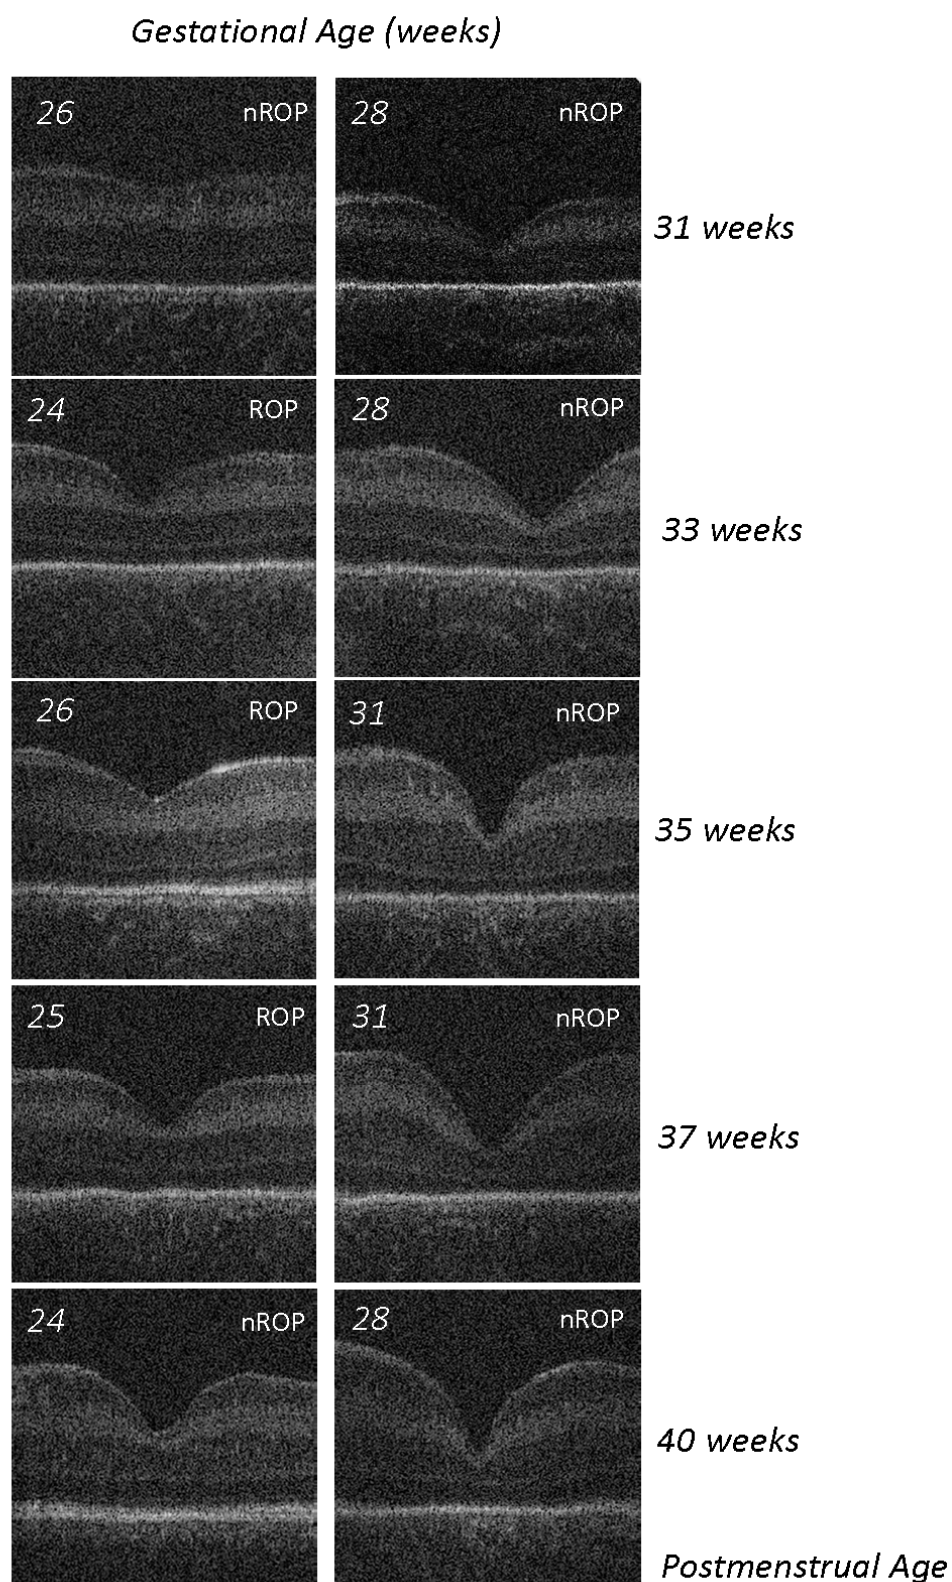 Gestational Age (weeks)
26 nROP
28 nROP
31 weeks
24 ROP
28 nROP
33 weeks
26 ROP
31 nROP
35 weeks
25 ROP
31 nROP
37 weeks
24 nROP
28 nROP
40 weeks
Postmenstrual Age